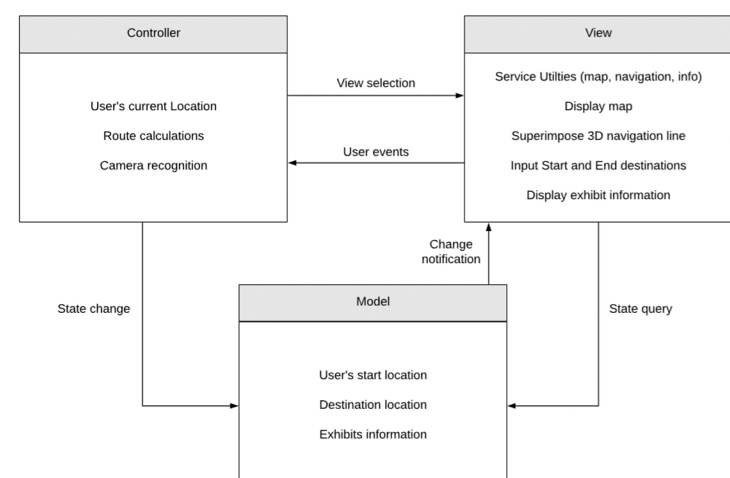 Controller
User's current Location
Route calculations
Camera recognition
View selection
User events
View
Service Utilties (map, navigation, info)
Display map
Superimpose 3D navigation line
Input Start and End destinations
Display exhibit information
Change
notification
State change
State query
Model
User's start location
Destination location
Exhibits information